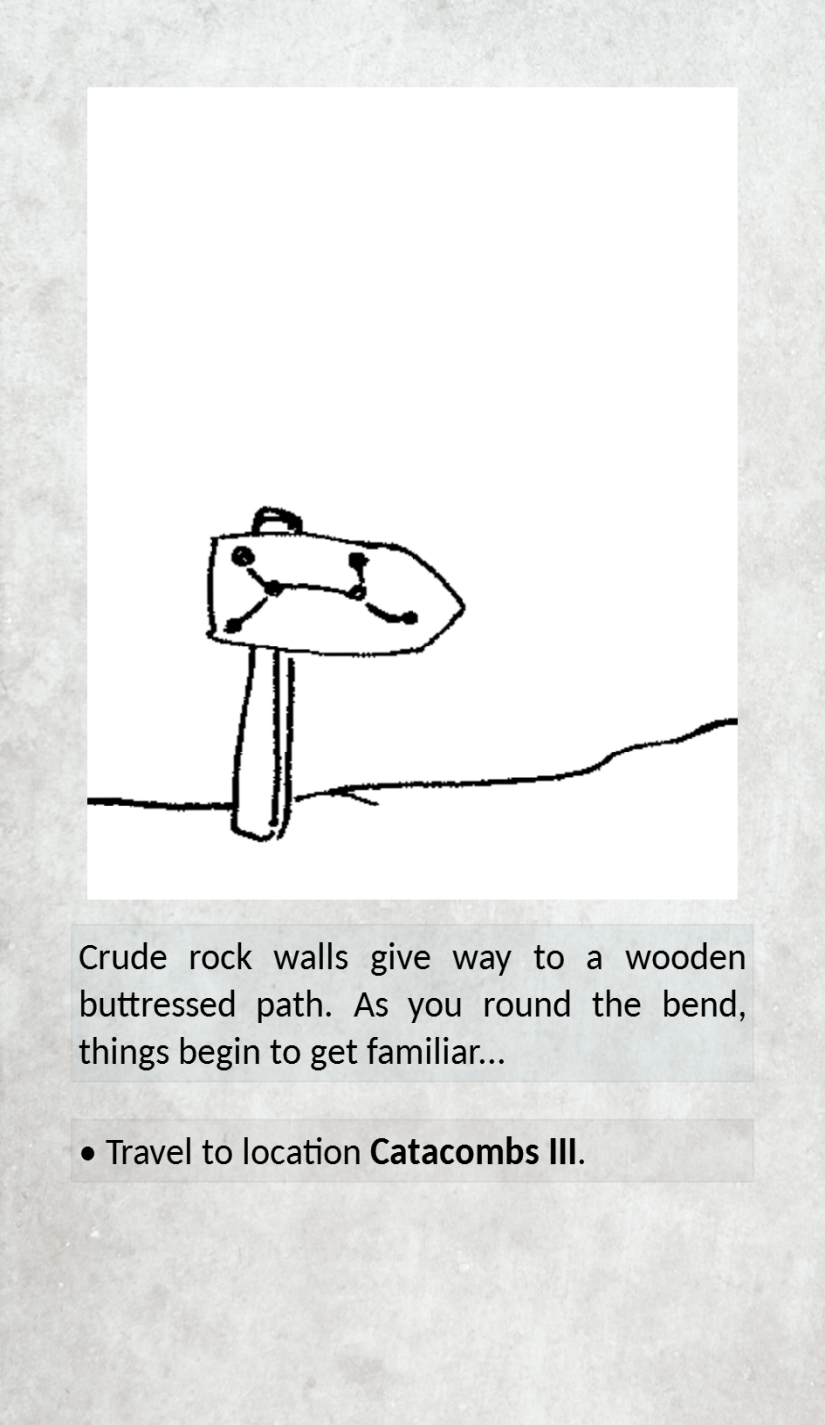 Crude rock walls give way to a wooden
buttressed path. As you round the bend,
things begin to get familiar...
• Travel to location Catacombs III.